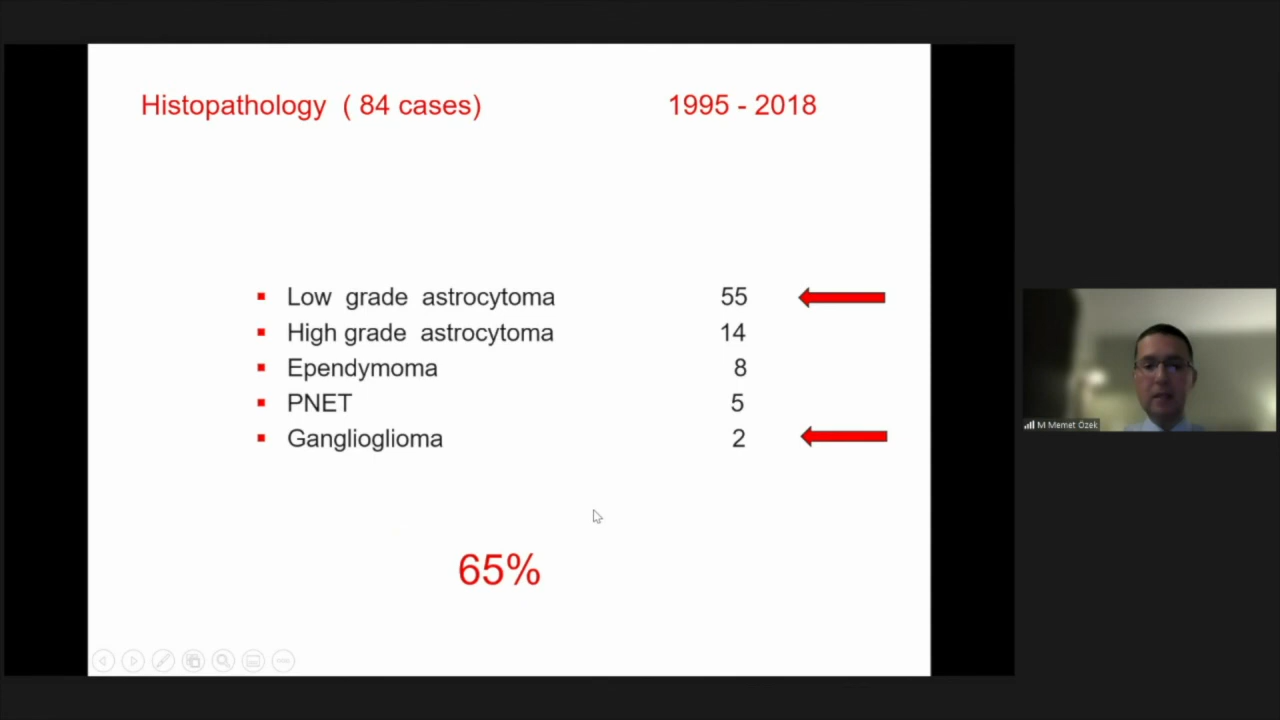 Histopathology ( 84 cases) 1995 - 2018
Low grade astrocytoma 55
High grade astrocytoma 14
Ependymoma 8
PNET 5
Ganglioglioma 2
65%
M Memet Özek